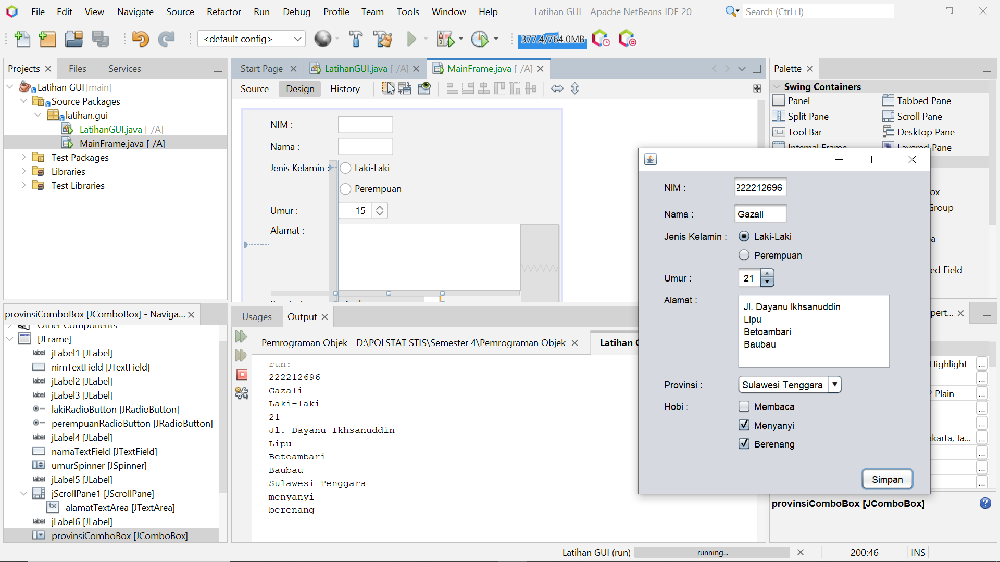 File Edit View Navigate Source Refactor Run Debug Profile Team Tools Window Help
Latihan GUI - Apache NetBeans IDE 20
Search (Ctrl+I)
<default config>
377.4/764.0MB
Projects Files Services
Latihan GUI [main]
Source Packages
latihan.gui
LatihanGUI.java [-/A]
MainFrame.java [-/A]
Test Packages
Libraries
Test Libraries
Start Page LatihanGUI.java [-/A] MainFrame.java [-/A]
Source Design History
NIM :
Nama :
Jenis Kelamin :
Laki-Laki
Perempuan
Umur :
15
Alamat :
Palette
Swing Containers
Panel Tabbed Pane
Split Pane Scroll Pane
Tool Bar Desktop Pane
Internal Frame Layered Pane
ox
Group
a
ed Field
provinsiComboBox [JComboBox] - Naviga...
Other Components
[JFrame]
jLabel1 [JLabel]
nimTextField [JTextField]
jLabel2 [JLabel]
jLabel3 [JLabel]
lakiRadioButton [JRadioButton]
perempuanRadioButton [JRadioButton]
jLabel4 [JLabel]
namaTextField [JTextField]
umurSpinner [JSpinner]
jLabel5 [JLabel]
jScrollPane1 [JScrollPane]
alamatTextArea [JTextArea]
jLabel6 [JLabel]
provinsiComboBox [JComboBox]
Usages Output
Pemrograman Objek - D:\POLSTAT STIS\Semester 4\Pemrograman Objek
Latihan
run:
222212696
Gazali
Laki-laki
21
Jl. Dayanu Ikhsanuddin
Lipu
Betoambari
Baubau
Sulawesi Tenggara
menyanyi
berenang
NIM : 222212696
Nama : Gazali
Jenis Kelamin : Laki-Laki
Perempuan
Umur : 21
Alamat :
Jl. Dayanu Ikhsanuddin
Lipu
Betoambari
Baubau
Provinsi : Sulawesi Tenggara
Hobi : Membaca
Menyanyi
Berenang
Simpan
pert...
Highlight ...
...
2 Plain ...
...
...
akarta, Ja... ...
...
...
...
provinsiComboBox [JComboBox]
Latihan GUI (run) running... 200:46 INS